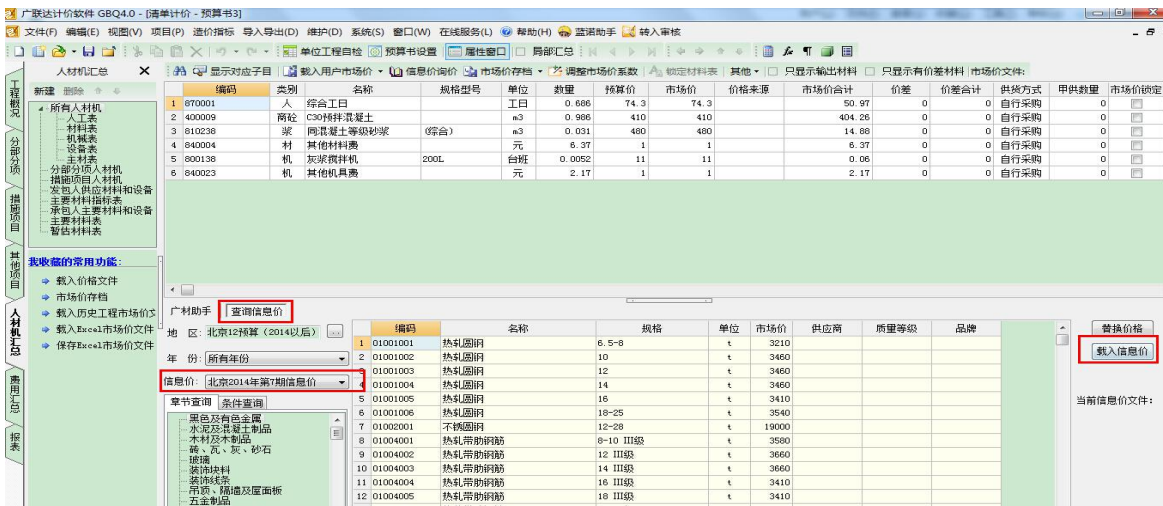 广联达计价软件 GBQ4.0 - [清单计价 - 预算书3]
文件(F) 编辑(E) 视图(V) 项目(P) 造价指标 导入导出(D) 维护(D) 系统(S) 窗口(W) 在线服务(L) 帮助(H) 蓝诺助手 转入审核
单位工程自检 预算书设置 属性窗口 局部汇总
人材机汇总 显示对应子目 载入用户市场价 信息价询价 市场价存档 调整市场价系数 锁定材料表 其他 只显示输出材料 只显示有价差材料 市场价文件:
新建 删除
所有人材机
人工表
材料表
机械表
设备表
主材表
分部分项人材机
措施项目人材机
发包人供应材料和设备
主要材料指标表
承包人主要材料和设备
主要材料表
暂估材料表
工程概况
分部分项
措施项目
其他项目
人材机汇总
费用汇总
报表
我收藏的常用功能:
载入价格文件
市场价存档
载入历史工程市场价文
载入Excel市场价文件
保存Excel市场价文件
编码 类别 名称 规格型号 单位 数量 预算价 市场价 价格来源 市场价合计 价差 价差合计 供货方式 甲供数量 市场价锁定
1 870001 人 综合工日 工日 0.686 74.3 74.3 50.97 0 0 自行采购 0
2 400009 商砼 C30预拌混凝土 m3 0.986 410 410 404.26 0 0 自行采购 0
3 810238 浆 同混凝土等级砂浆 (综合) m3 0.031 480 480 14.88 0 0 自行采购 0
4 840004 材 其他材料费 元 6.37 1 1 6.37 0 0 自行采购 0
5 800138 机 灰浆搅拌机 200L 台班 0.0052 11 11 0.06 0 0 自行采购 0
6 840023 机 其他机具费 元 2.17 1 1 2.17 0 0 自行采购 0
广材助手 查询信息价
地 区: 北京12预算(2014以后) ...
年 份: 所有年份
信息价: 北京2014年第7期信息价
章节查询 条件查询
黑色及有色金属
水泥及混凝土制品
木材及木制品
砖、瓦、灰、砂石
玻璃
装饰块料
装饰线条
吊顶、隔墙及屋面板
五金制品
编码 名称 规格 单位 市场价 供应商 质量等级 品牌
1 01001001 热轧圆钢 6.5-8 t 3210
2 01001002 热轧圆钢 10 t 3460
3 01001003 热轧圆钢 12 t 3460
4 01001004 热轧圆钢 14 t 3460
5 01001005 热轧圆钢 16 t 3410
6 01001006 热轧圆钢 18-25 t 3540
7 01002001 不锈圆钢 12-28 t 19000
8 01004001 热轧带肋钢筋 8-10 III级 t 3580
9 01004002 热轧带肋钢筋 12 III级 t 3660
10 01004003 热轧带肋钢筋 14 III级 t 3660
11 01004004 热轧带肋钢筋 16 III级 t 3410
12 01004005 热轧带肋钢筋 18 III级 t 3410
替换价格
载入信息价
当前信息价文件: